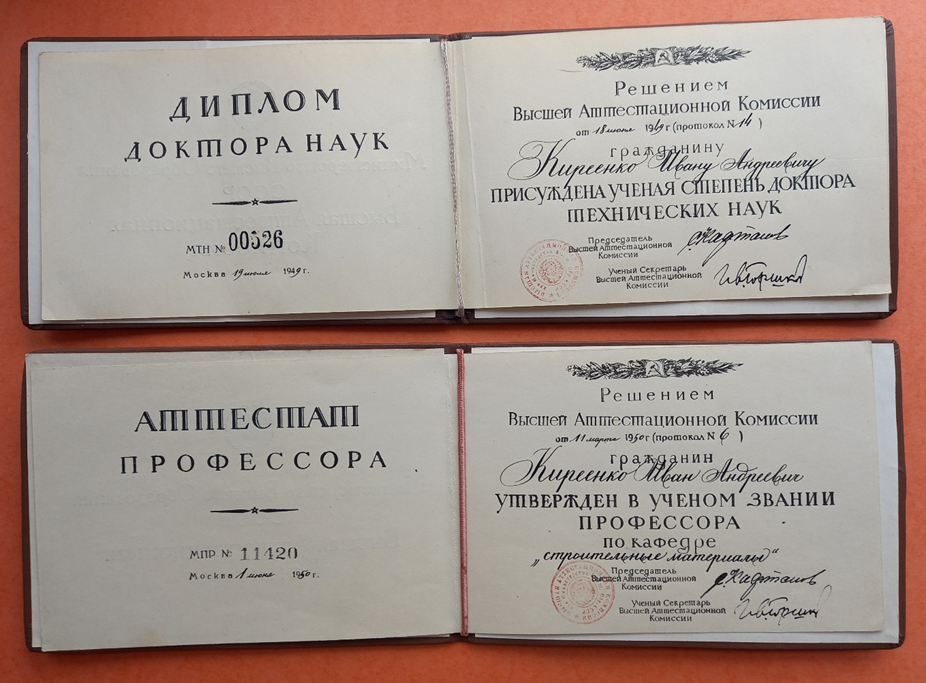 ДИПЛОМ
ДОКТОРА НАУК
МТН № 00326
Москва 19 июля 1949 г.
Решением
Высшей Аттестационной Комиссии
от 18 июня 1949 г (протокол N 14)
гражданину
Киреенко Ивану Андреевичу
ПРИСУЖДЕНА УЧЕНАЯ СТЕПЕНЬ ДОКТОРА
ТЕХНИЧЕСКИХ НАУК
Председатель
Высшей Аттестационной
Комиссии
Ученый Секретарь
Высшей Аттестационной
Комиссии
АТТЕСТАТ
ПРОФЕССОРА
МПР № 11420
Москва 1 июня 1950 г.
Решением
Высшей Аттестационной Комиссии
от 11 марта 1950 г (протокол N 6)
гражданин
Киреенко Иван Андреевич
УТВЕРЖДЕН В УЧЕНОМ ЗВАНИИ
ПРОФЕССОРА
ПО КАФЕДРЕ
„строительные материалы"
Председатель
Высшей Аттестационной
Комиссии
Ученый Секретарь
Высшей Аттестационной
Комиссии